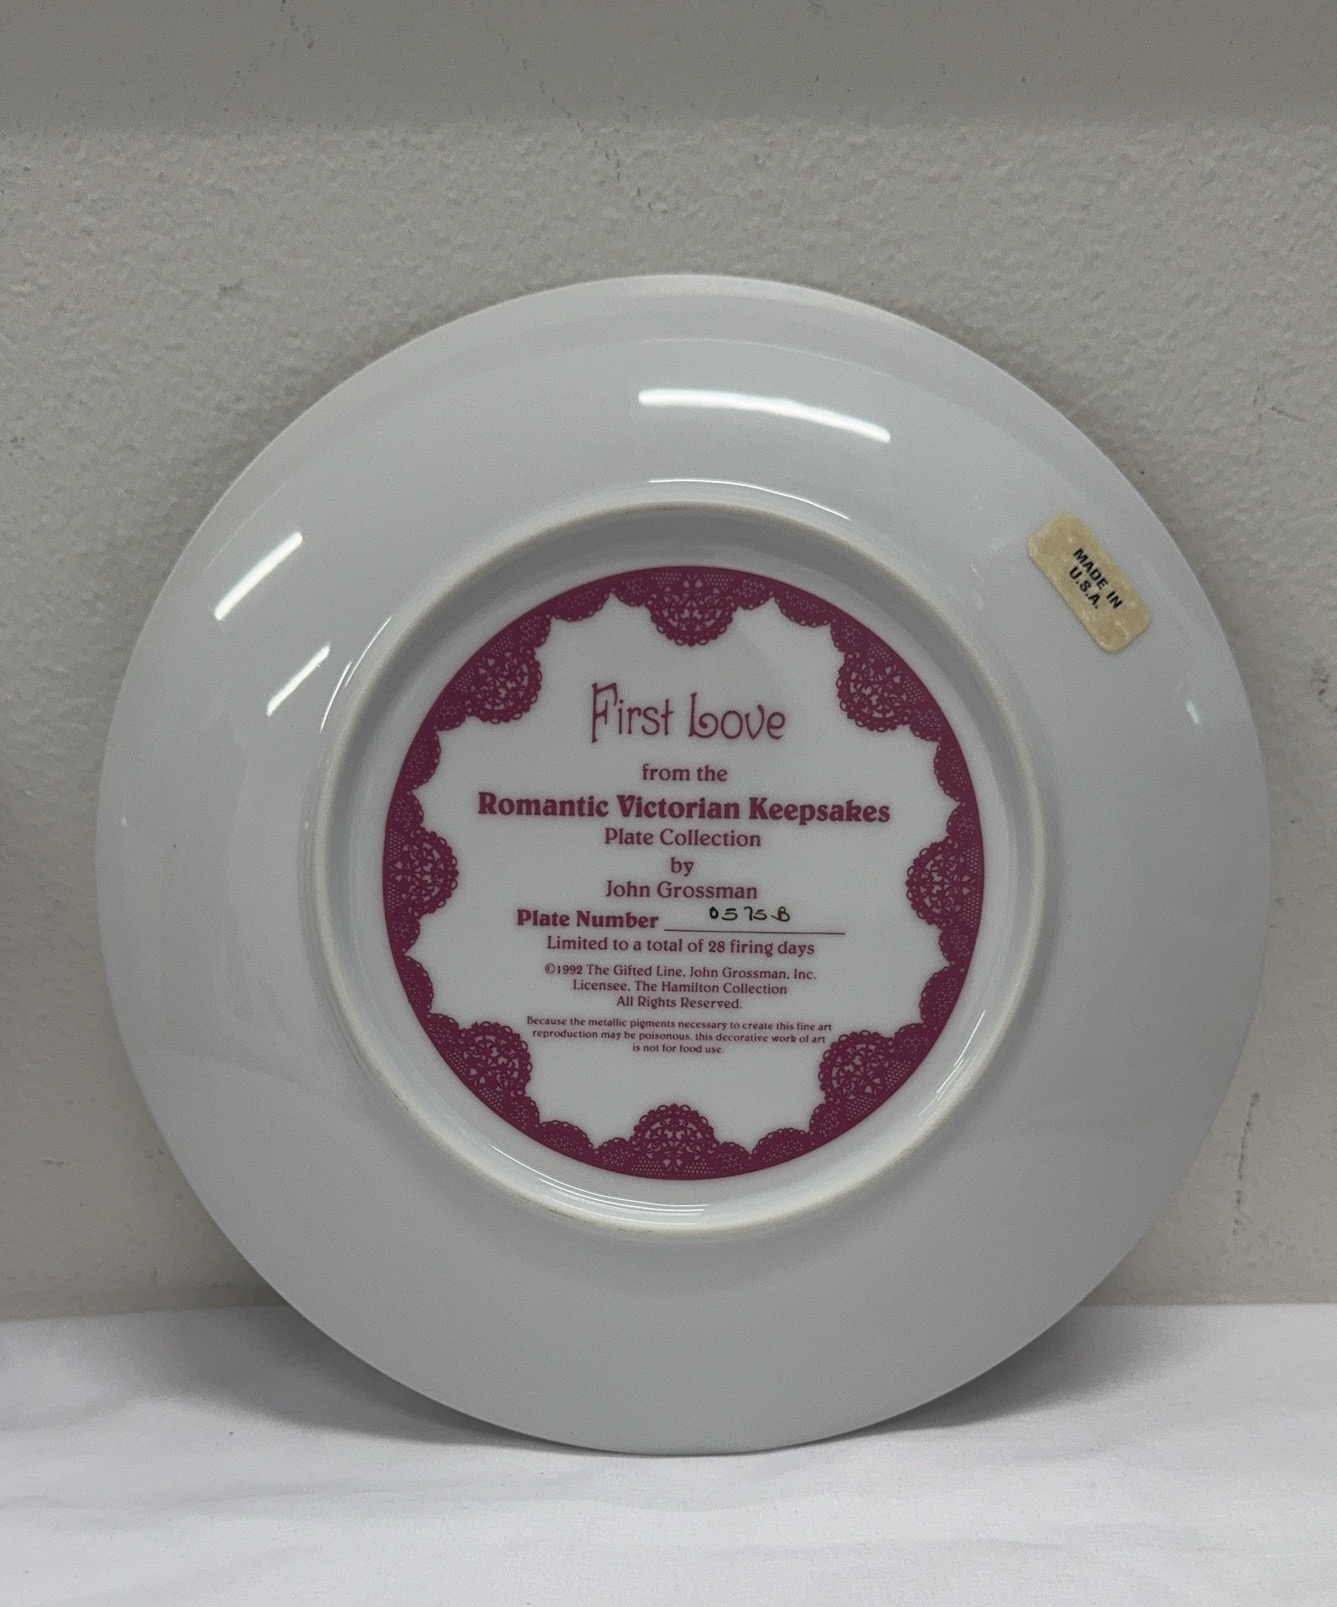 MADE IN
U.S.A.
First Love
from the
Romantic Victorian Keepsakes
Plate Collection
by
John Grossman
Plate Number 0575B
Limited to a total of 28 firing days
©1992 The Gifted Line, John Grossman, Inc.
Licensee, The Hamilton Collection
All Rights Reserved.
Because the metallic pigments necessary to create this fine art
reproduction may be poisonous, this decorative work of art
is not for food use.